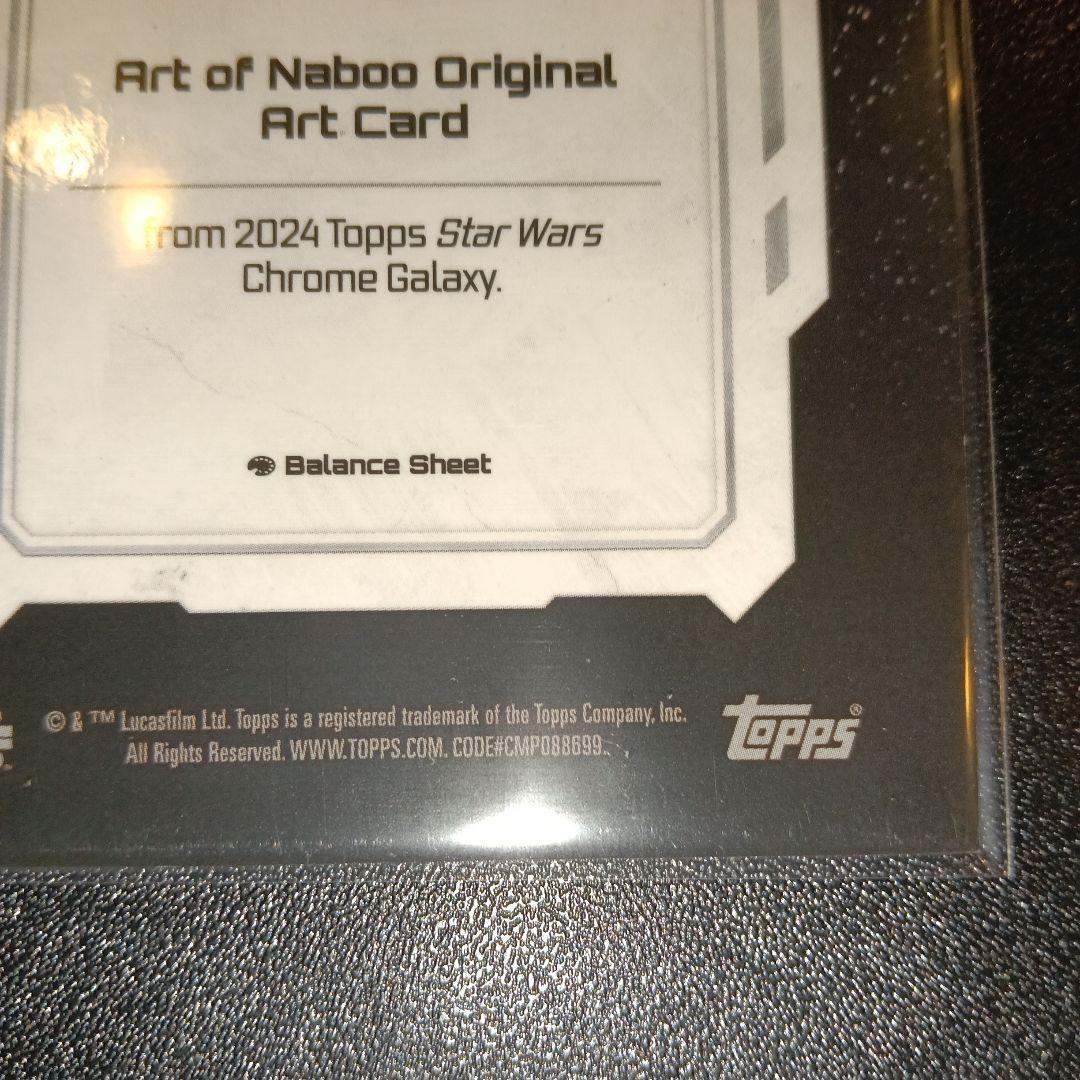 Art of Naboo Original
Art Card
from 2024 Topps Star Wars
Chrome Galaxy.
Balance Sheet
© & ™ Lucasfilm Ltd. Topps is a registered trademark of the Topps Company, Inc.
All Rights Reserved. WWW.TOPPS.COM. CODE#CMP088699.
topps®